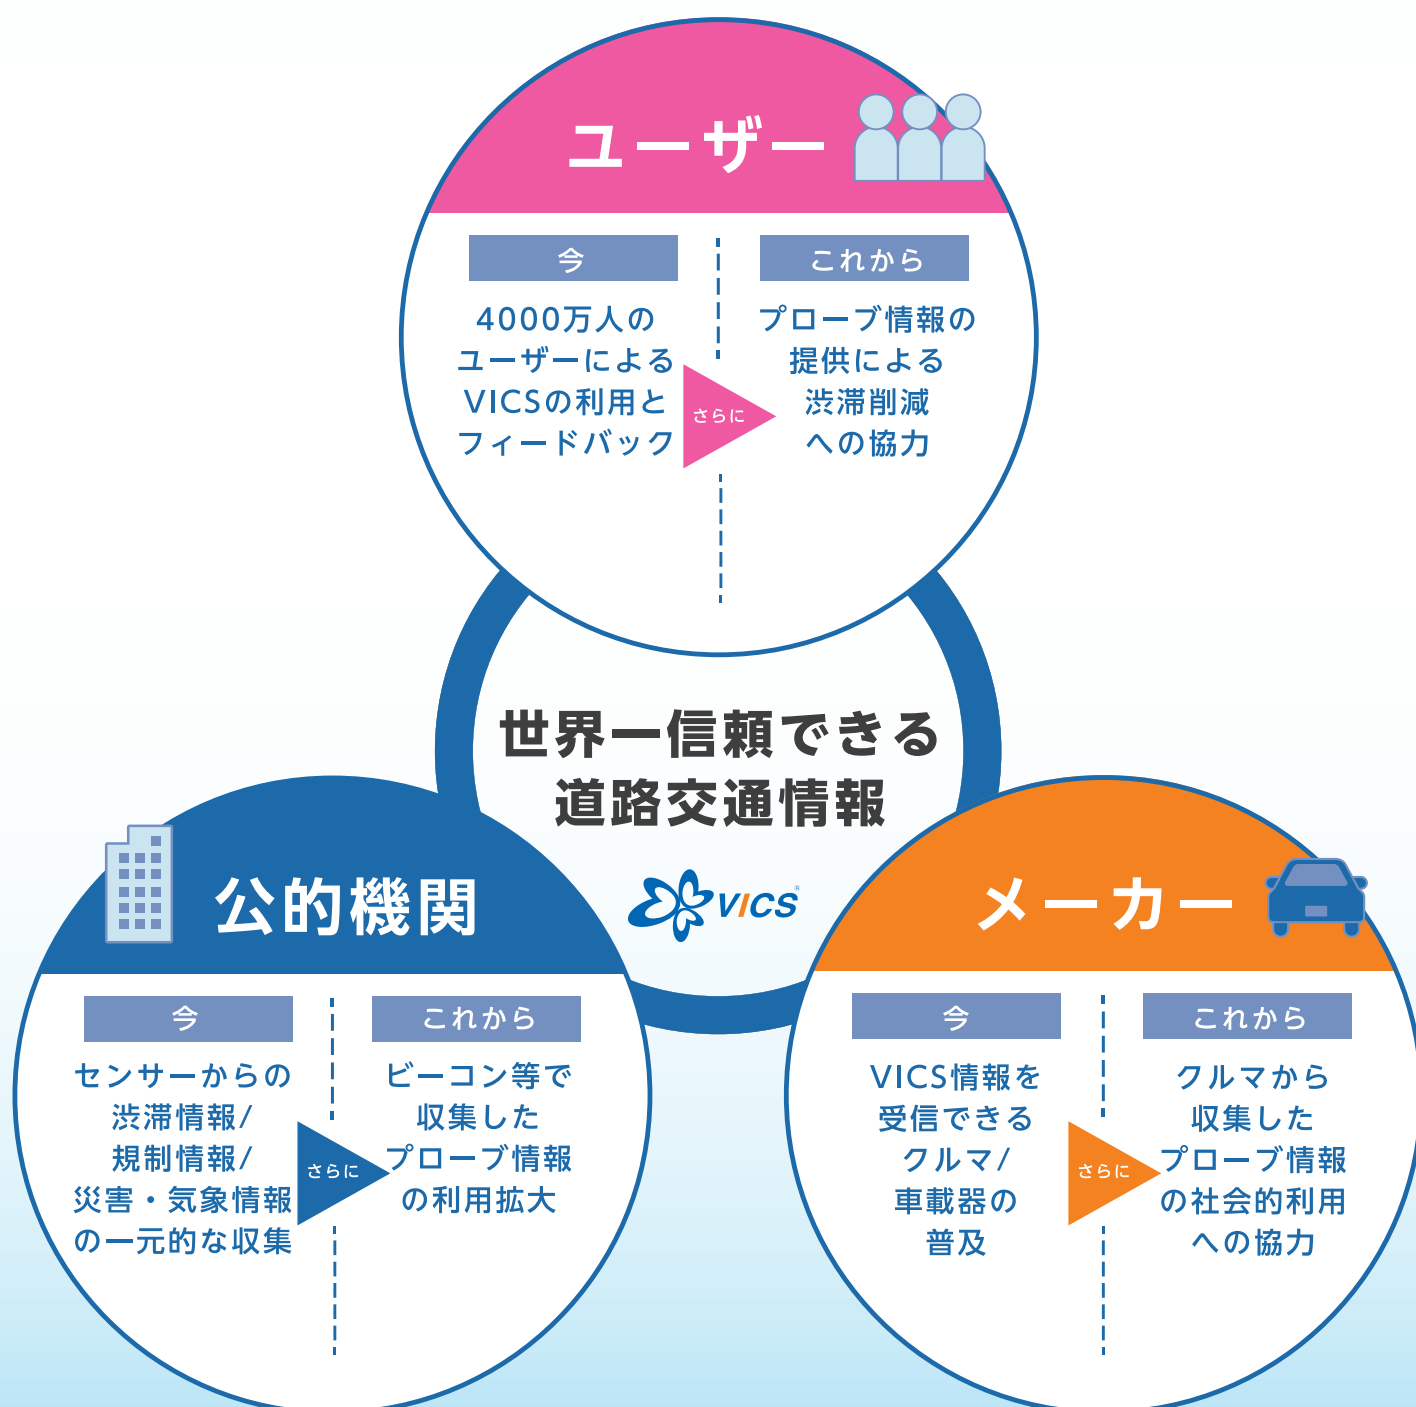 ユーザー
今
4000万人の
ユーザーによる
VICSの利用と
フィードバック
さらに
これから
プローブ情報の
提供による
渋滞削減
への協力
世界一信頼できる
道路交通情報
VICS®
公的機関
今
センサーからの
渋滞情報/
規制情報/
災害・気象情報
の一元的な収集
さらに
これから
ビーコン等で
収集した
プローブ情報
の利用拡大
メーカー
今
VICS情報を
受信できる
クルマ/
車載器の
普及
さらに
これから
クルマから
収集した
プローブ情報
の社会的利用
への協力